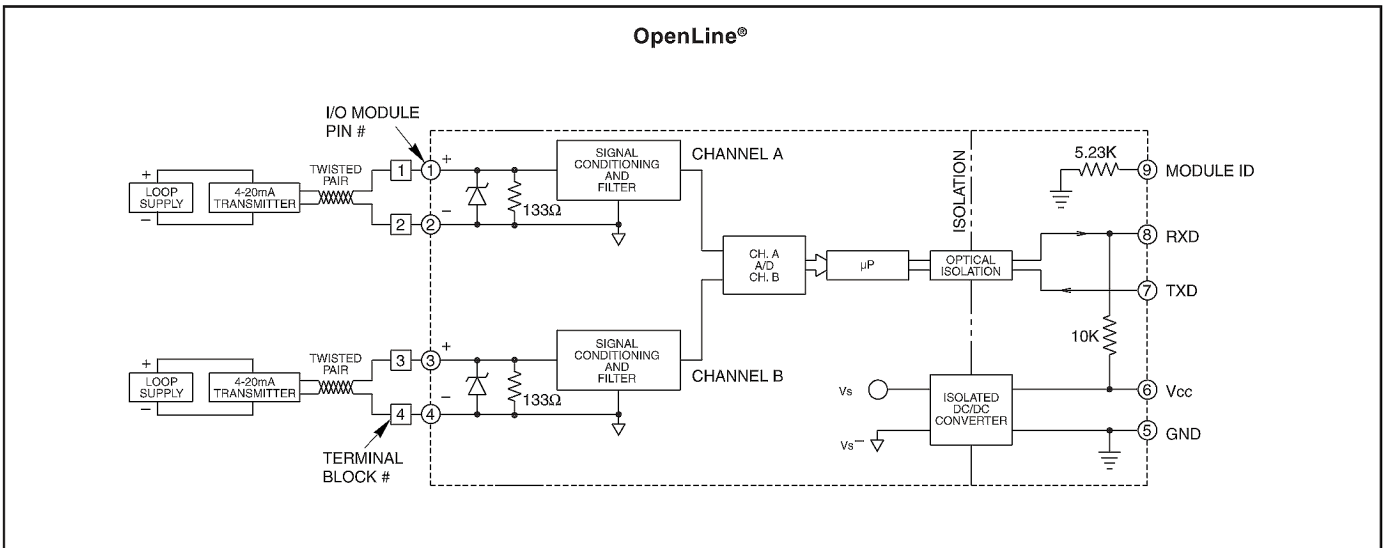 OpenLine®
I/O MODULE
PIN #
+
LOOP
SUPPLY
−
4-20mA
TRANSMITTER
TWISTED
PAIR
1
1
+
2
2
−
133Ω
SIGNAL
CONDITIONING
AND
FILTER
CHANNEL A
+
LOOP
SUPPLY
−
4-20mA
TRANSMITTER
TWISTED
PAIR
3
3
+
4
4
−
133Ω
SIGNAL
CONDITIONING
AND
FILTER
CHANNEL B
TERMINAL
BLOCK #
CH. A
A/D
CH. B
µP
ISOLATION
OPTICAL
ISOLATION
5.23K
9 MODULE ID
8 RXD
7 TXD
10K
Vs
Vs−
ISOLATED
DC/DC
CONVERTER
6 Vcc
5 GND